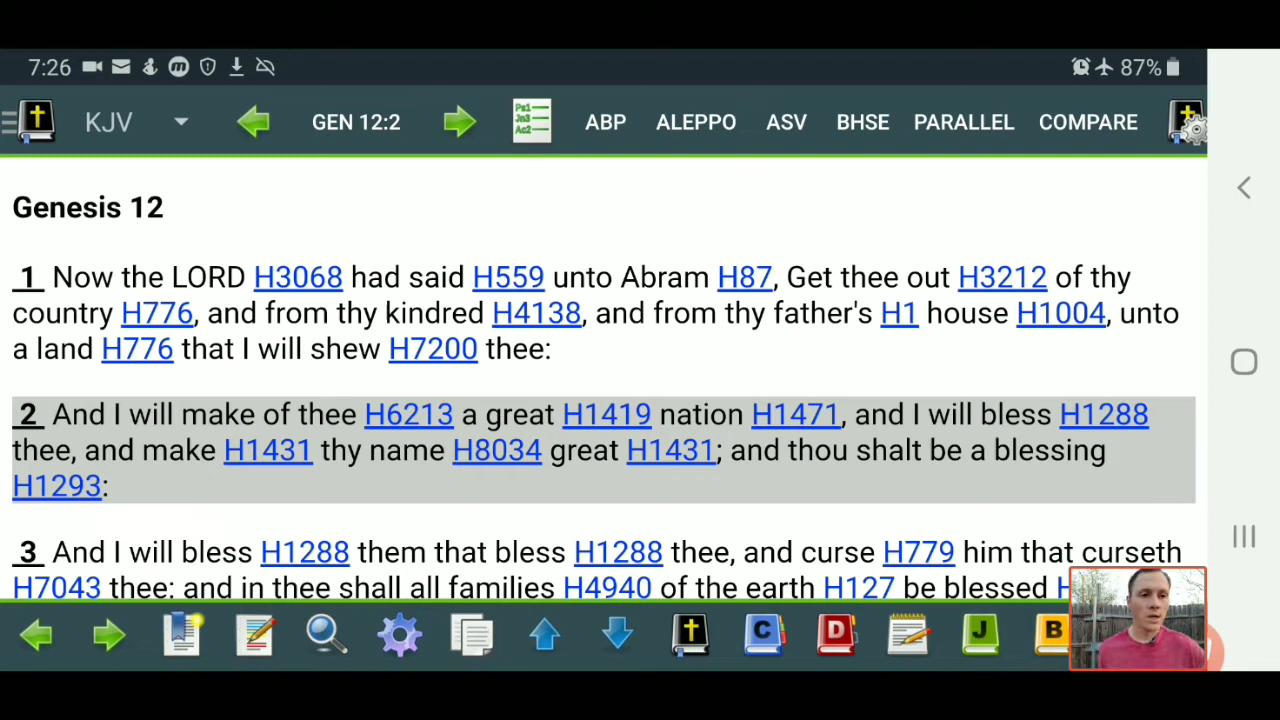 7:26 87%
KJV GEN 12:2 Ps1 Jn3 Ac2 ABP ALEPPO ASV BHSE PARALLEL COMPARE
Genesis 12
1 Now the LORD H3068 had said H559 unto Abram H87, Get thee out H3212 of thy
country H776, and from thy kindred H4138, and from thy father's H1 house H1004, unto
a land H776 that I will shew H7200 thee:
2 And I will make of thee H6213 a great H1419 nation H1471, and I will bless H1288
thee, and make H1431 thy name H8034 great H1431; and thou shalt be a blessing
H1293:
3 And I will bless H1288 them that bless H1288 thee, and curse H779 him that curseth
H7043 thee: and in thee shall all families H4940 of the earth H127 be blessed
C D J B